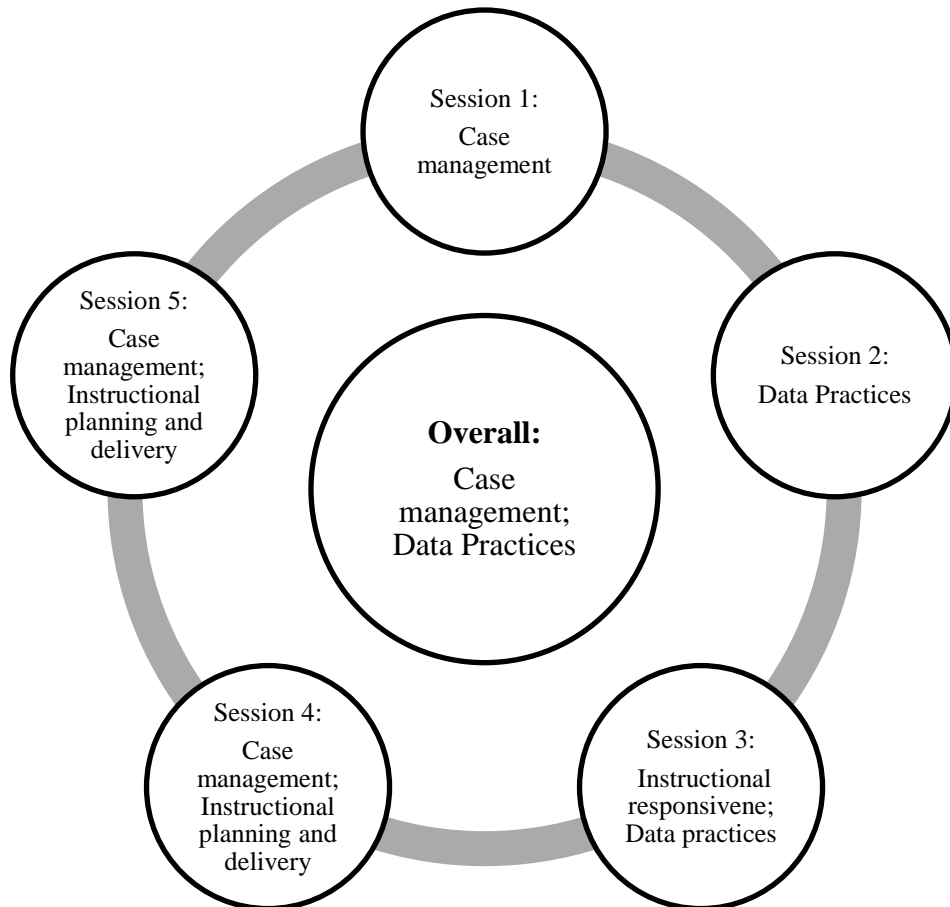 Session 1:
Case
management
Session 2:
Data Practices
Session 3:
Instructional
responsivene;
Data practices
Session 4:
Case
management;
Instructional
planning and
delivery
Session 5:
Case
management;
Instructional
planning and
delivery
Overall:
Case
management;
Data Practices